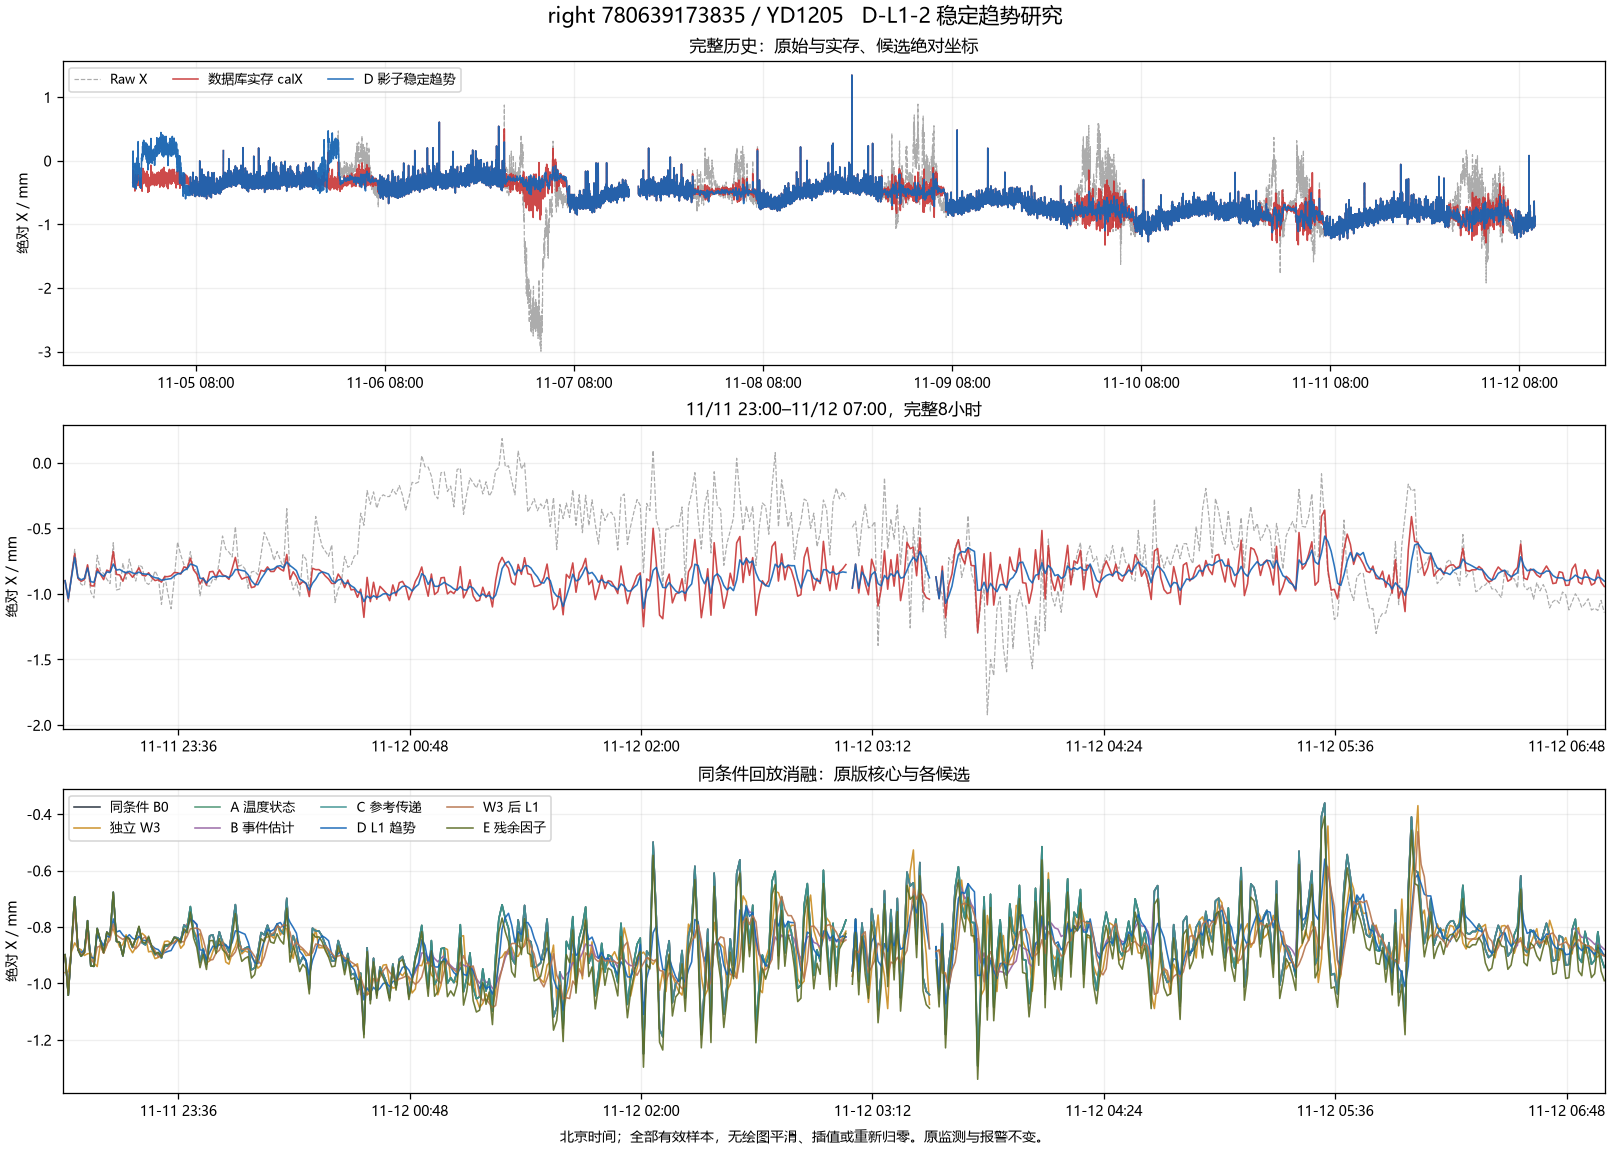 right 780639173835 / YD1205   D-L1-2 稳定趋势研究
完整历史：原始与实存、候选绝对坐标
Raw X
数据库实存 calX
D 影子稳定趋势
绝对 X / mm
1
0
-1
-2
-3
11-05 08:00
11-06 08:00
11-07 08:00
11-08 08:00
11-09 08:00
11-10 08:00
11-11 08:00
11-12 08:00
11/11 23:00–11/12 07:00，完整8小时
绝对 X / mm
0.0
-0.5
-1.0
-1.5
-2.0
11-11 23:36
11-12 00:48
11-12 02:00
11-12 03:12
11-12 04:24
11-12 05:36
11-12 06:48
同条件回放消融：原版核心与各候选
同条件 B0
A 温度状态
C 参考传递
W3 后 L1
独立 W3
B 事件估计
D L1 趋势
E 残余因子
绝对 X / mm
-0.4
-0.6
-0.8
-1.0
-1.2
11-11 23:36
11-12 00:48
11-12 02:00
11-12 03:12
11-12 04:24
11-12 05:36
11-12 06:48
北京时间；全部有效样本，无绘图平滑、插值或重新归零。原监测与报警不变。